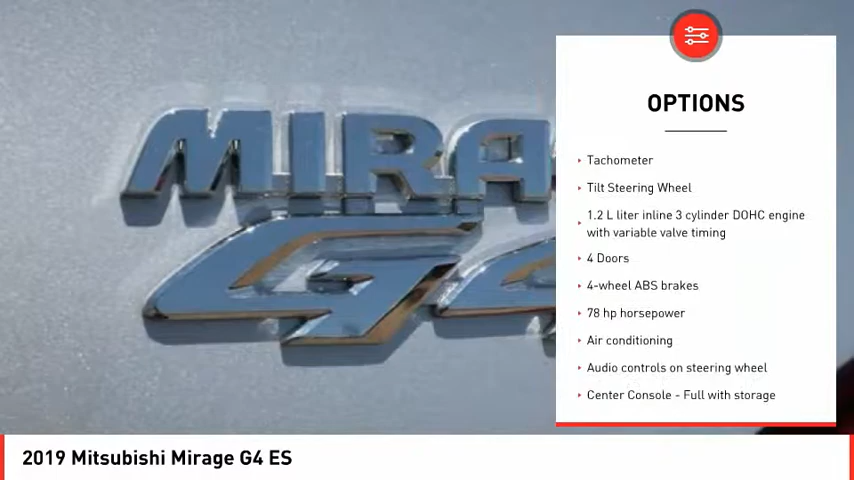 MIRA
G4
OPTIONS
Tachometer
Tilt Steering Wheel
1.2 L liter inline 3 cylinder DOHC engine
with variable valve timing
4 Doors
4-wheel ABS brakes
78 hp horsepower
Air conditioning
Audio controls on steering wheel
Center Console - Full with storage
2019 Mitsubishi Mirage G4 ES